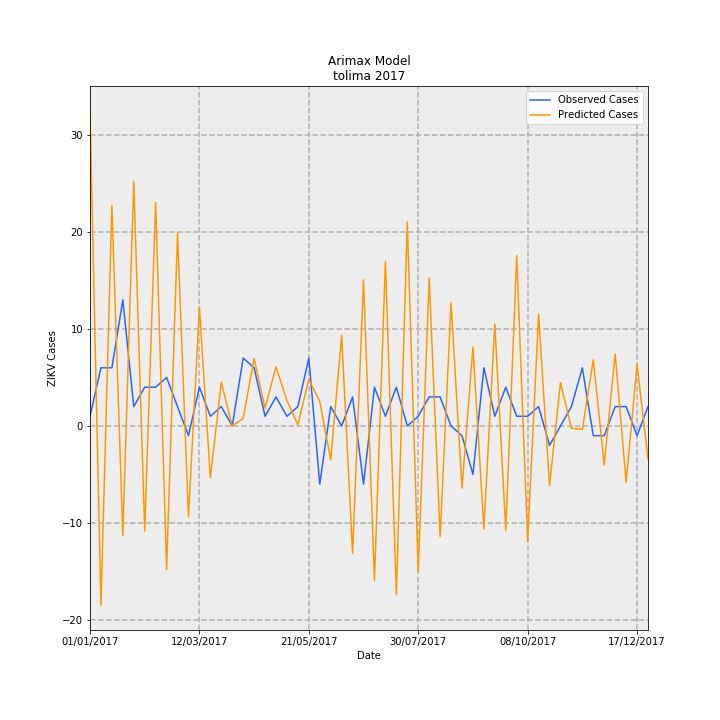 Arimax Model
tolima 2017
Observed Cases
Predicted Cases
30
20
10
0
−10
−20
ZIKV Cases
01/01/2017 12/03/2017 21/05/2017 30/07/2017 08/10/2017 17/12/2017
Date